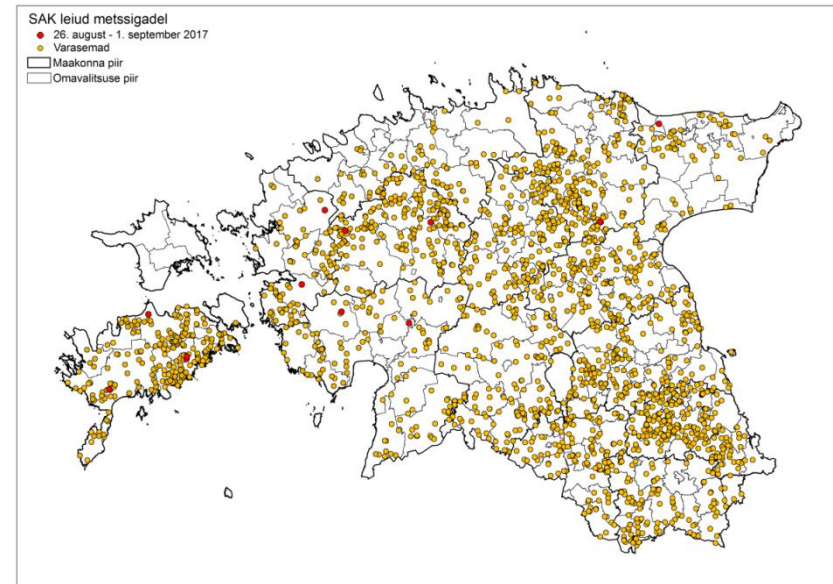 SAK leiud metssigadel
26. august - 1. september 2017
Varasemad
Maakonna piir
Omavalitsuse piir